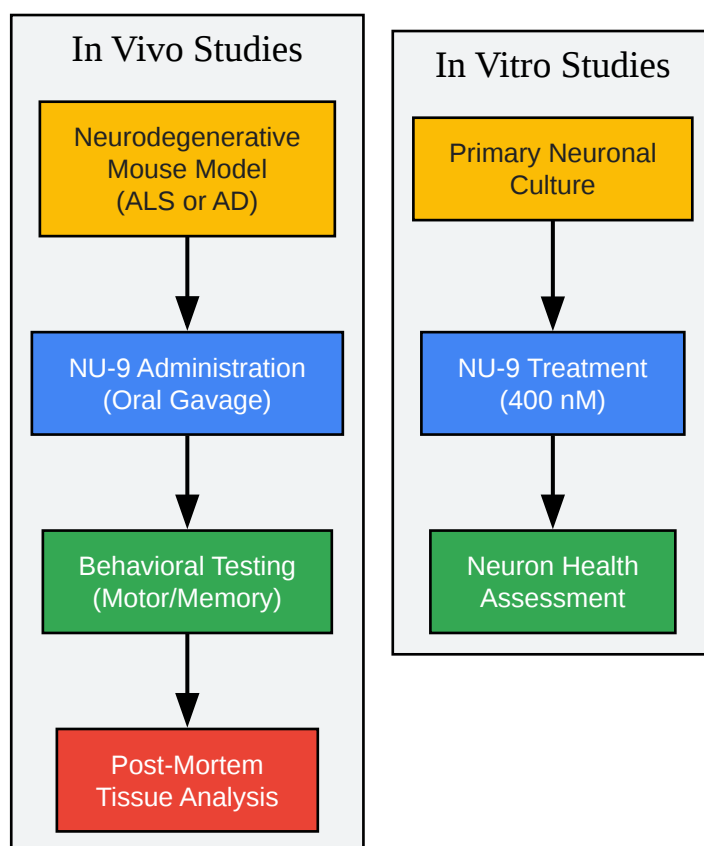 In Vivo Studies
Neurodegenerative
Mouse Model
(ALS or AD)
NU-9 Administration
(Oral Gavage)
Behavioral Testing
(Motor/Memory)
Post-Mortem
Tissue Analysis
In Vitro Studies
Primary Neuronal
Culture
NU-9 Treatment
(400 nM)
Neuron Health
Assessment